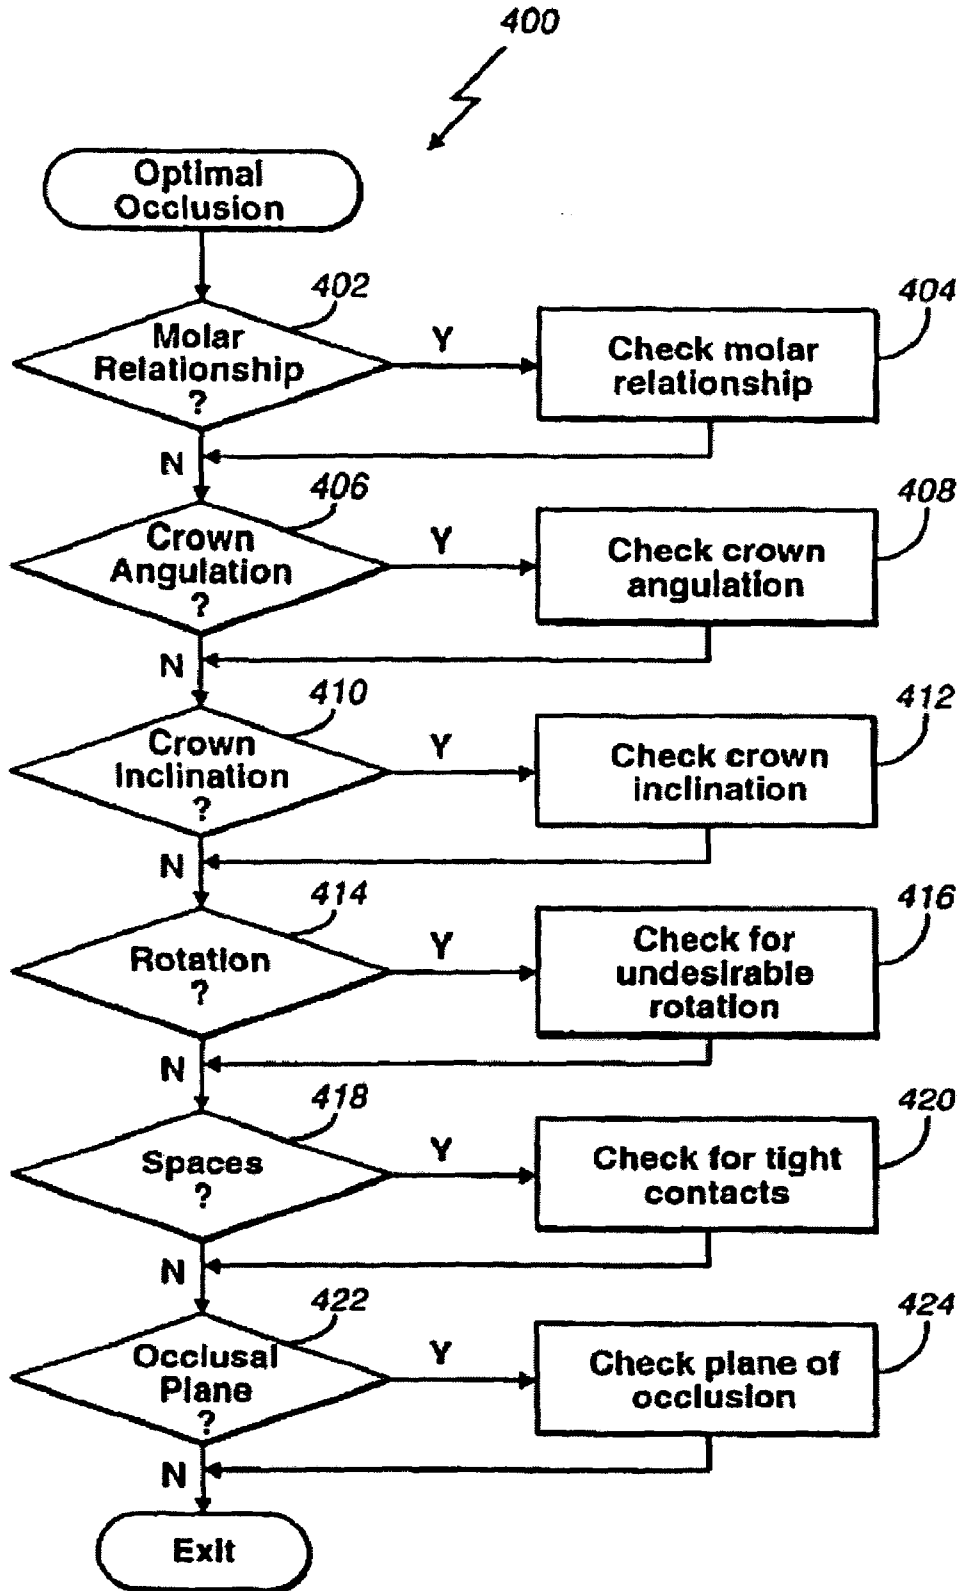 400
Optimal
Occlusion
402
Molar
Relationship
?
Y
404
Check molar
relationship
N
406
Crown
Angulation
?
Y
408
Check crown
angulation
N
410
Crown
Inclination
?
Y
412
Check crown
inclination
N
414
Rotation
?
Y
416
Check for
undesirable
rotation
N
418
Spaces
?
Y
420
Check for tight
contacts
N
422
Occlusal
Plane
?
Y
424
Check plane of
occlusion
N
Exit